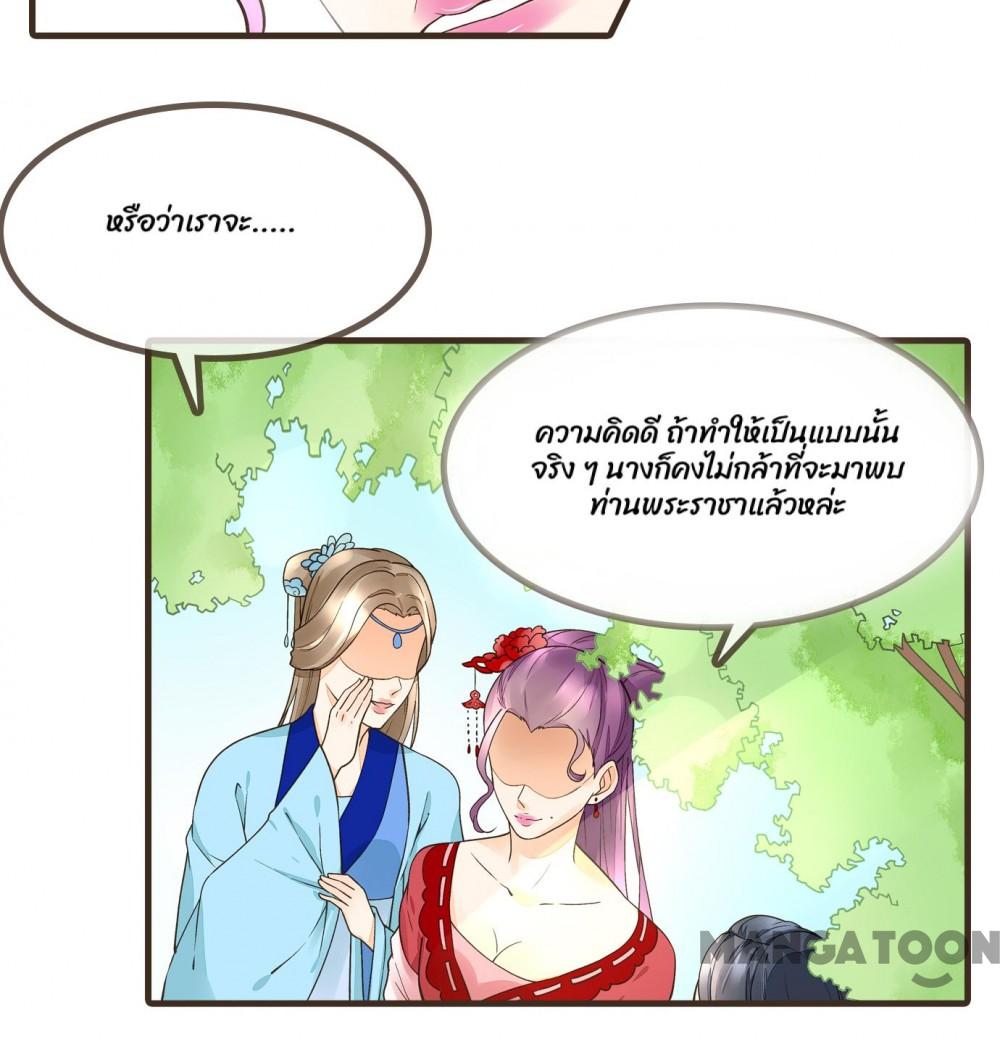 หรือว่าเราจะ.....
ความคิดดี ถ้าทำให้เป็นแบบนั้น
จริง ๆ นางก็คงไม่กล้าที่จะมาพบ
ท่านพระราชาแล้วหล่ะ
MANGATOON